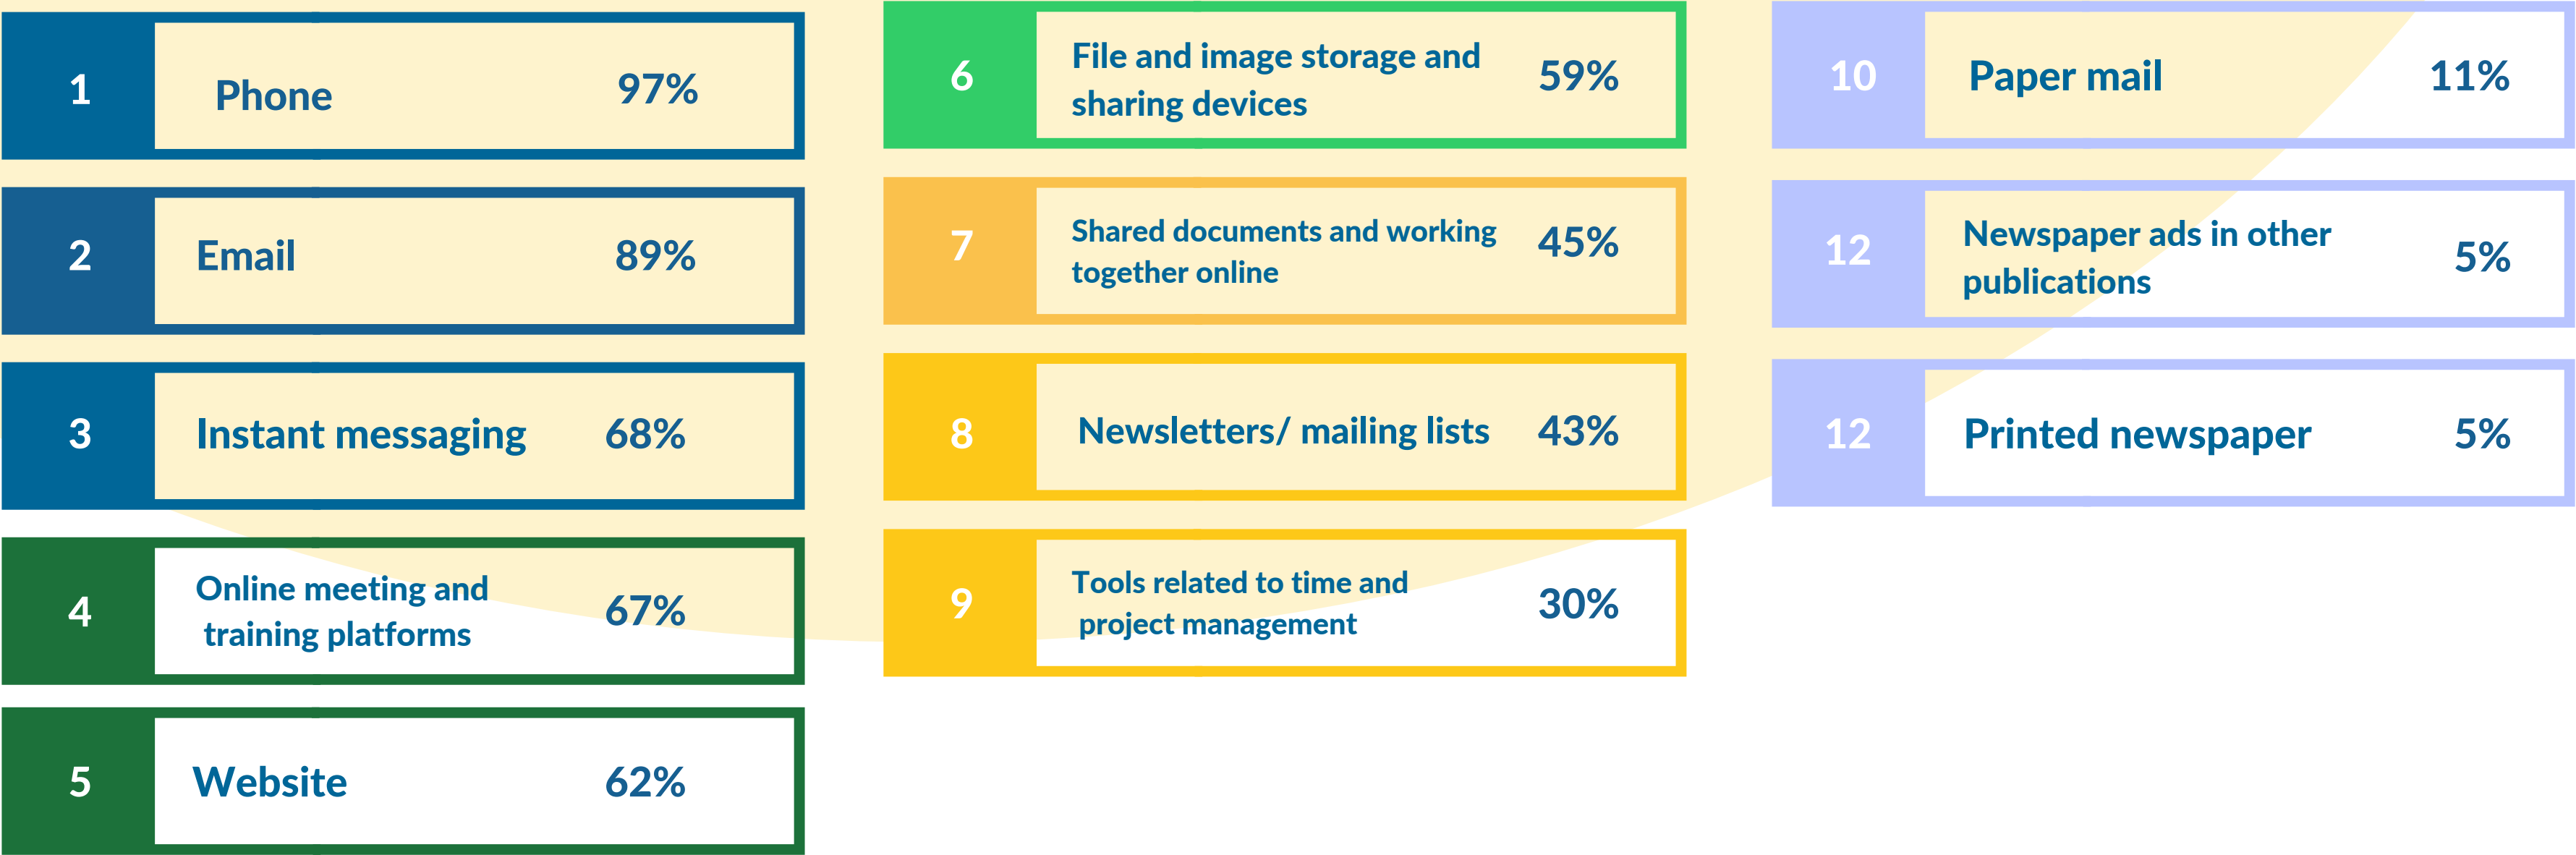 1
Phone
97%
2
Email
89%
3
Instant messaging
68%
4
Online meeting and
training platforms
67%
5
Website
62%
6
File and image storage and
sharing devices
59%
7
Shared documents and working
together online
45%
8
Newsletters/ mailing lists
43%
9
Tools related to time and
project management
30%
10
Paper mail
11%
12
Newspaper ads in other
publications
5%
12
Printed newspaper
5%